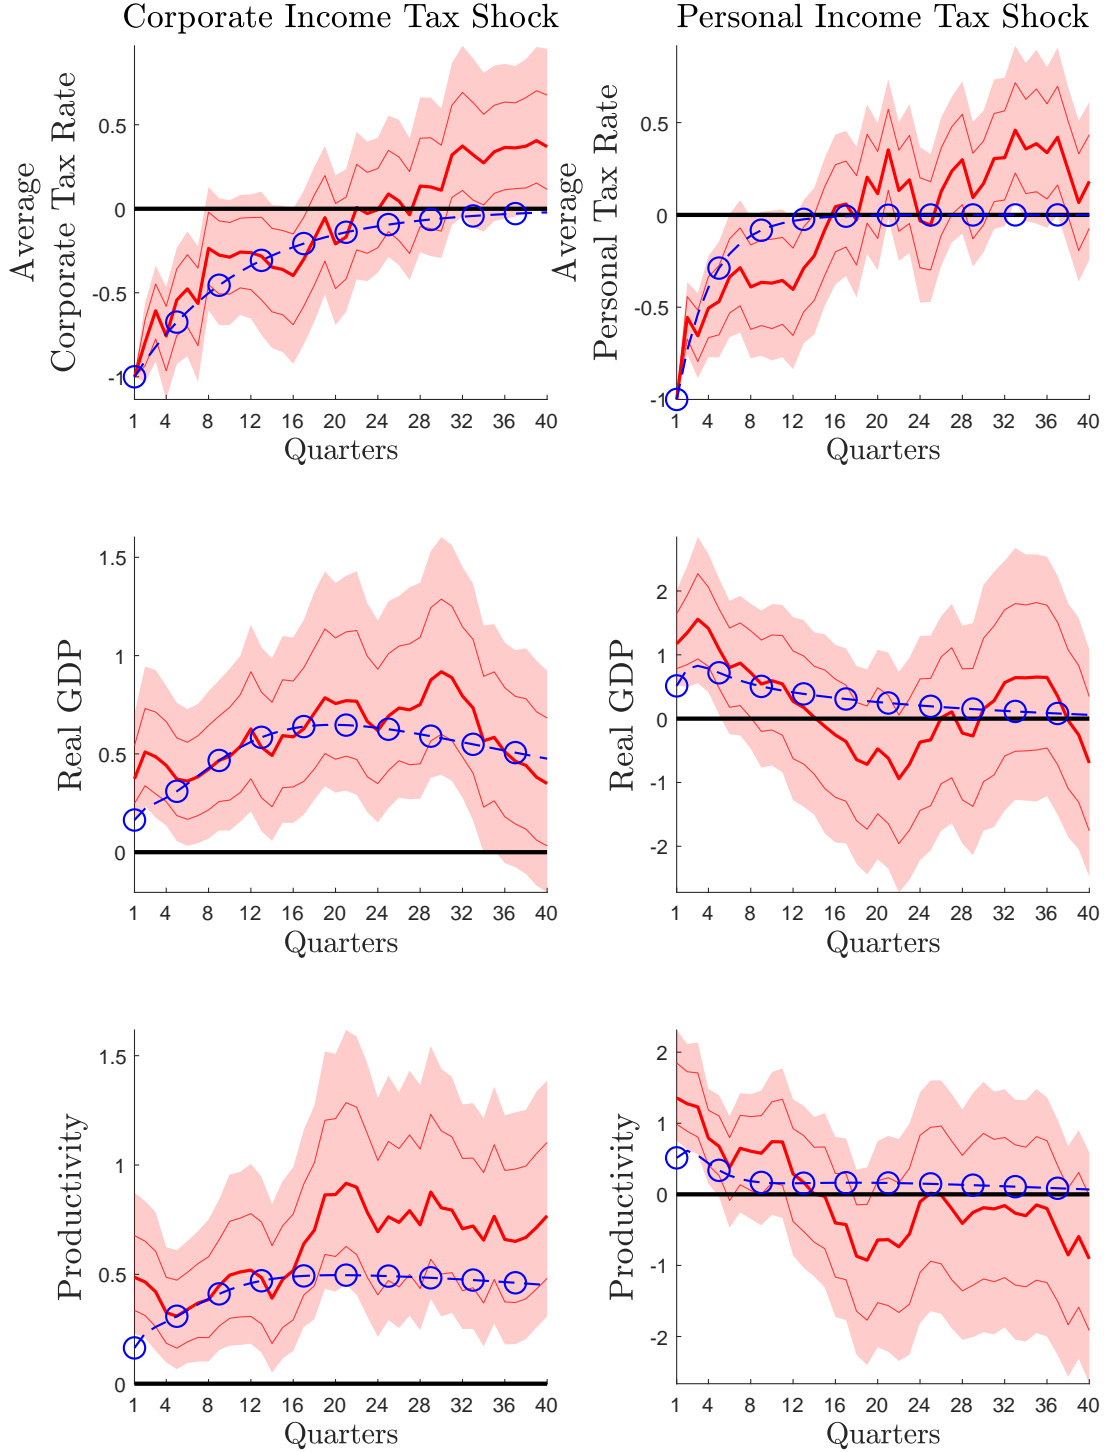 Corporate Income Tax Shock
Personal Income Tax Shock
Average
Corporate Tax Rate
0.5
0
-0.5
-1
1 4 8 12 16 20 24 28 32 36 40
Quarters
Average
Personal Tax Rate
0.5
0
-0.5
-1
1 4 8 12 16 20 24 28 32 36 40
Quarters
Real GDP
1.5
1
0.5
0
1 4 8 12 16 20 24 28 32 36 40
Quarters
Real GDP
2
1
0
-1
-2
1 4 8 12 16 20 24 28 32 36 40
Quarters
Productivity
1.5
1
0.5
0
1 4 8 12 16 20 24 28 32 36 40
Quarters
Productivity
2
1
0
-1
-2
1 4 8 12 16 20 24 28 32 36 40
Quarters